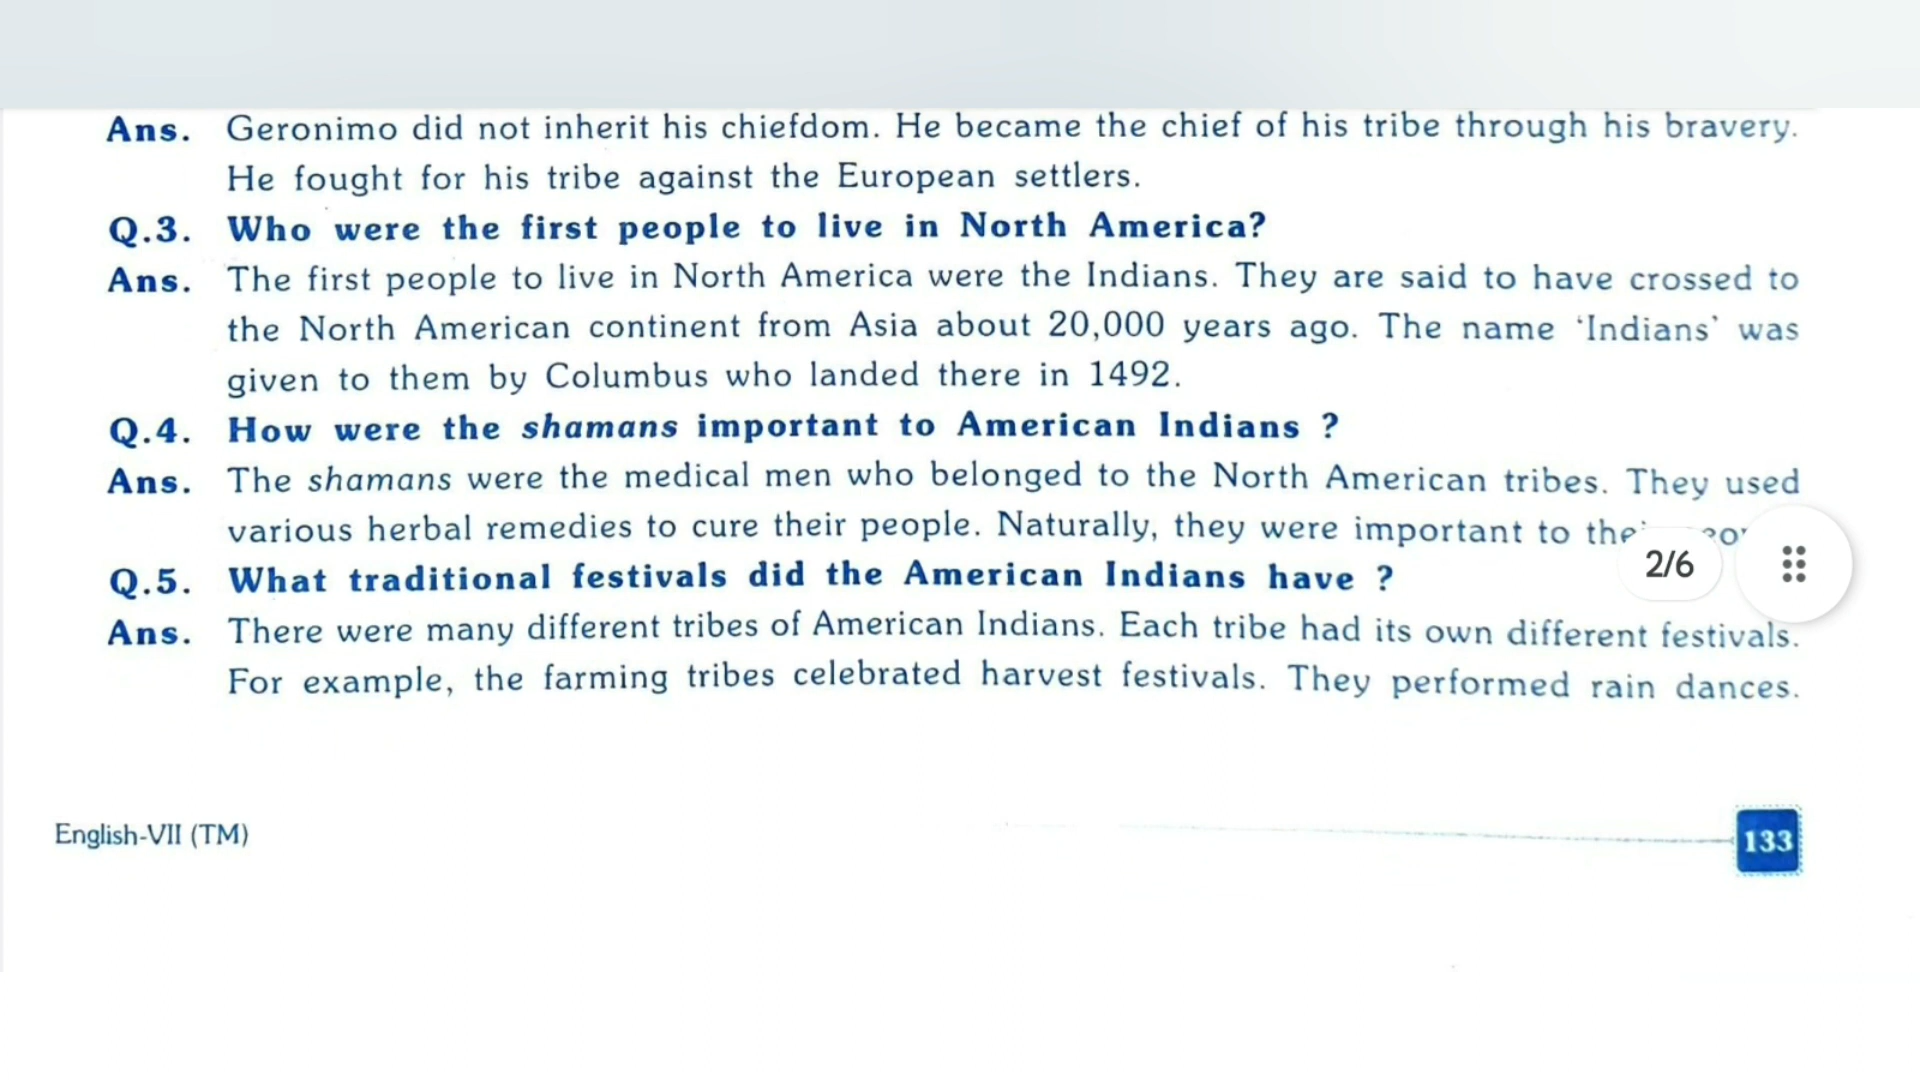 Ans. Geronimo did not inherit his chiefdom. He became the chief of his tribe through his bravery.
He fought for his tribe against the European settlers.
Q.3. Who were the first people to live in North America?
Ans. The first people to live in North America were the Indians. They are said to have crossed to
the North American continent from Asia about 20,000 years ago. The name ‘Indians’ was
given to them by Columbus who landed there in 1492.
Q.4. How were the shamans important to American Indians ?
Ans. The shamans were the medical men who belonged to the North American tribes. They used
various herbal remedies to cure their people. Naturally, they were important to
2/6
Q.5. What traditional festivals did the American Indians have ?
Ans. There were many different tribes of American Indians. Each tribe had its own different festivals.
For example, the farming tribes celebrated harvest festivals. They performed rain dances.
English-VII (TM)
133